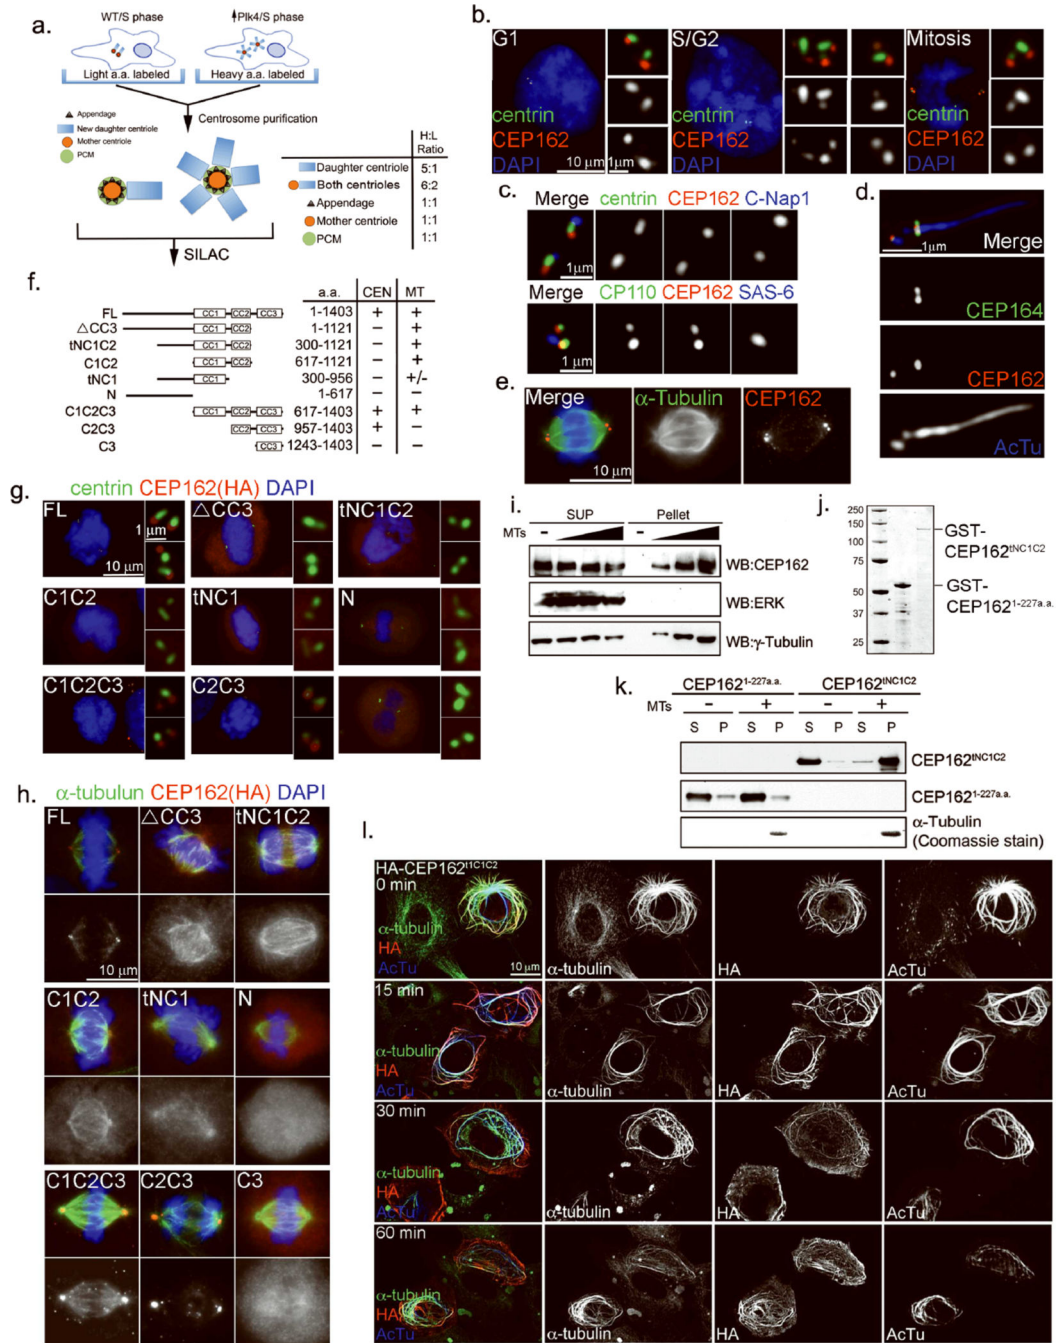 a.
WT/S phase
Plk4/S phase
Light a.a. labeled
Heavy a.a. labeled
Centrosome purification
Appendage
New daughter centriole
Mother centriole
PCM
H:L
Ratio
Daughter centriole 5:1
Both centrioles 6:2
Appendage 1:1
Mother centriole 1:1
PCM 1:1
SILAC
b.
G1
S/G2
Mitosis
centrin
CEP162
DAPI
10 μm
1μm
centrin
CEP162
DAPI
centrin
CEP162
DAPI
c.
Merge centrin CEP162 C-Nap1
1μm
Merge CP110 CEP162 SAS-6
1μm
d.
1μm
Merge
CEP164
CEP162
AcTu
e.
Merge α-Tubulin CEP162
10 μm
f.
a.a. CEN MT
FL CC1 CC2 CC3 1-1403 + +
△CC3 CC1 CC2 1-1121 − +
tNC1C2 CC1 CC2 300-1121 − +
C1C2 CC1 CC2 617-1121 − +
tNC1 CC1 300-956 − +/-
N 1-617 − −
C1C2C3 CC1 CC2 CC3 617-1403 + +
C2C3 CC2 CC3 957-1403 + −
C3 CC3 1243-1403 − −
g.
centrin CEP162(HA) DAPI
FL △CC3 tNC1C2
1 μm
10 μm
C1C2 tNC1 N
C1C2C3 C2C3
h.
α-tubulun CEP162(HA) DAPI
FL △CC3 tNC1C2
10 μm
C1C2 tNC1 N
C1C2C3 C2C3 C3
i.
SUP Pellet
MTs − −
WB:CEP162
WB:ERK
WB:γ-Tubulin
j.
250
150
100
75
50
37
25
GST-
CEP162tNC1C2
GST-
CEP1621-227a.a.
k.
CEP1621-227a.a. CEP162tNC1C2
MTs − + − +
S P S P S P S P
CEP162tNC1C2
CEP1621-227a.a.
α-Tubulin
(Coomassie stain)
l.
HA-CEP162t1C1C2
0 min
α-tubulin
HA
AcTu
10 μm
α-tubulin HA AcTu
15 min
α-tubulin
HA
AcTu
α-tubulin HA AcTu
30 min
α-tubulin
HA
AcTu
α-tubulin HA AcTu
60 min
α-tubulin
HA
AcTu
α-tubulin HA AcTu